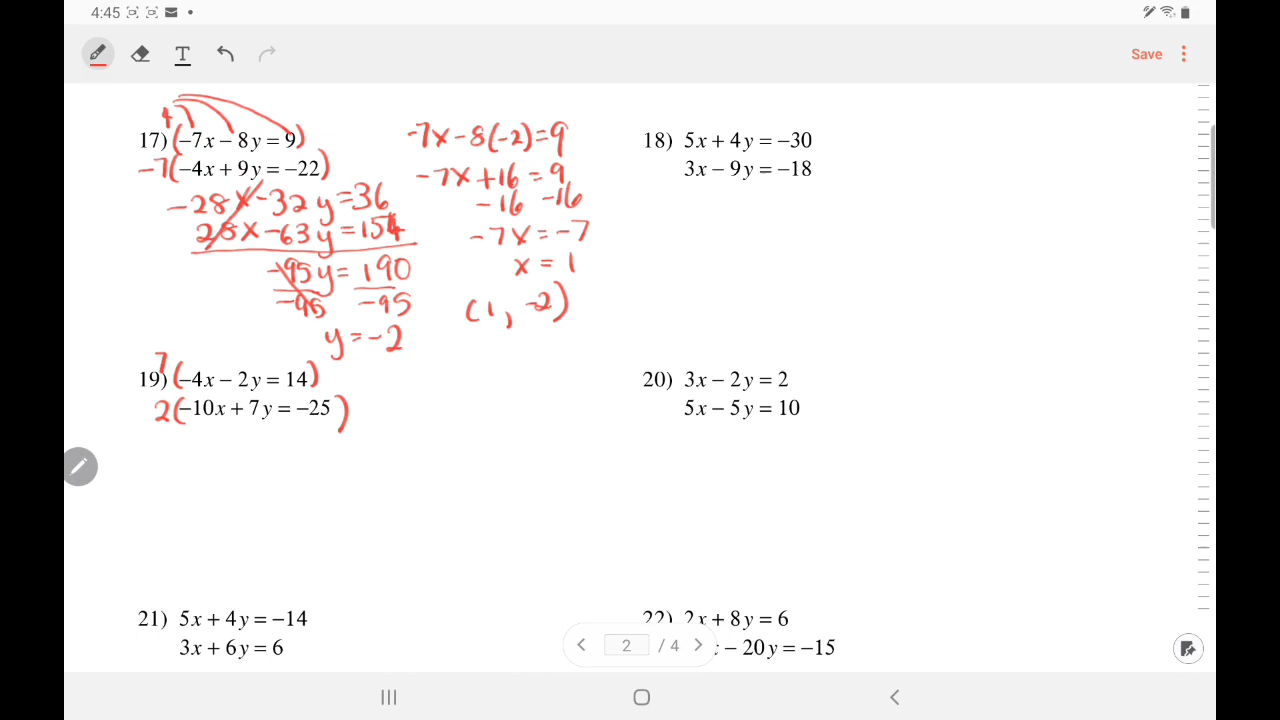 4:45
T
Save
4
17) (−7x − 8y = 9)
−7(−4x + 9y = −22)
−28x −32y = 36
28x −63y = 154
−95y = 190
−95 −95
y = −2
−7x −8(−2) = 9
−7x + 16 = 9
−16 −16
−7x = −7
x = 1
(1, −2)
18) 5x + 4y = −30
3x − 9y = −18
7
19) (−4x − 2y = 14)
2(−10x + 7y = −25)
20) 3x − 2y = 2
5x − 5y = 10
21) 5x + 4y = −14
3x + 6y = 6
22) 2x + 8y = 6
− 20y = −15
2 / 4